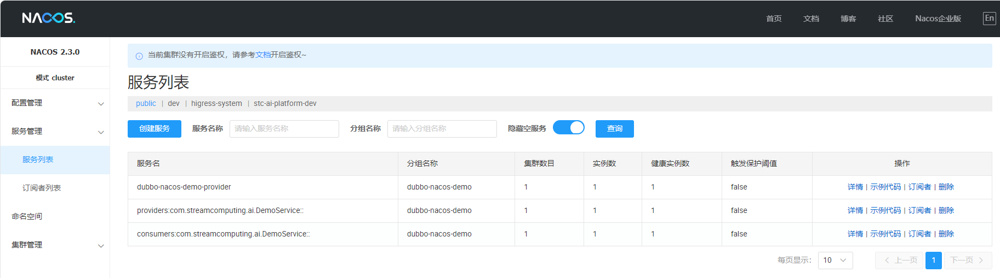 NACOS.
首页 文档 博客 社区 Nacos企业版 En
NACOS 2.3.0
模式 cluster
配置管理
服务管理
服务列表
订阅者列表
命名空间
集群管理
当前集群没有开启鉴权，请参考文档开启鉴权~
服务列表
public | dev | higress-system | stc-ai-platform-dev
创建服务 服务名称 请输入服务名称 分组名称 请输入分组名称 隐藏空服务 查询
服务名 分组名称 集群数目 实例数 健康实例数 触发保护阈值 操作
dubbo-nacos-demo-provider dubbo-nacos-demo 1 1 1 false 详情 | 示例代码 | 订阅者 | 删除
providers:com.streamcomputing.ai.DemoService:: dubbo-nacos-demo 1 1 1 false 详情 | 示例代码 | 订阅者 | 删除
consumers:com.streamcomputing.ai.DemoService:: dubbo-nacos-demo 1 1 1 false 详情 | 示例代码 | 订阅者 | 删除
每页显示: 10 上一页 1 下一页